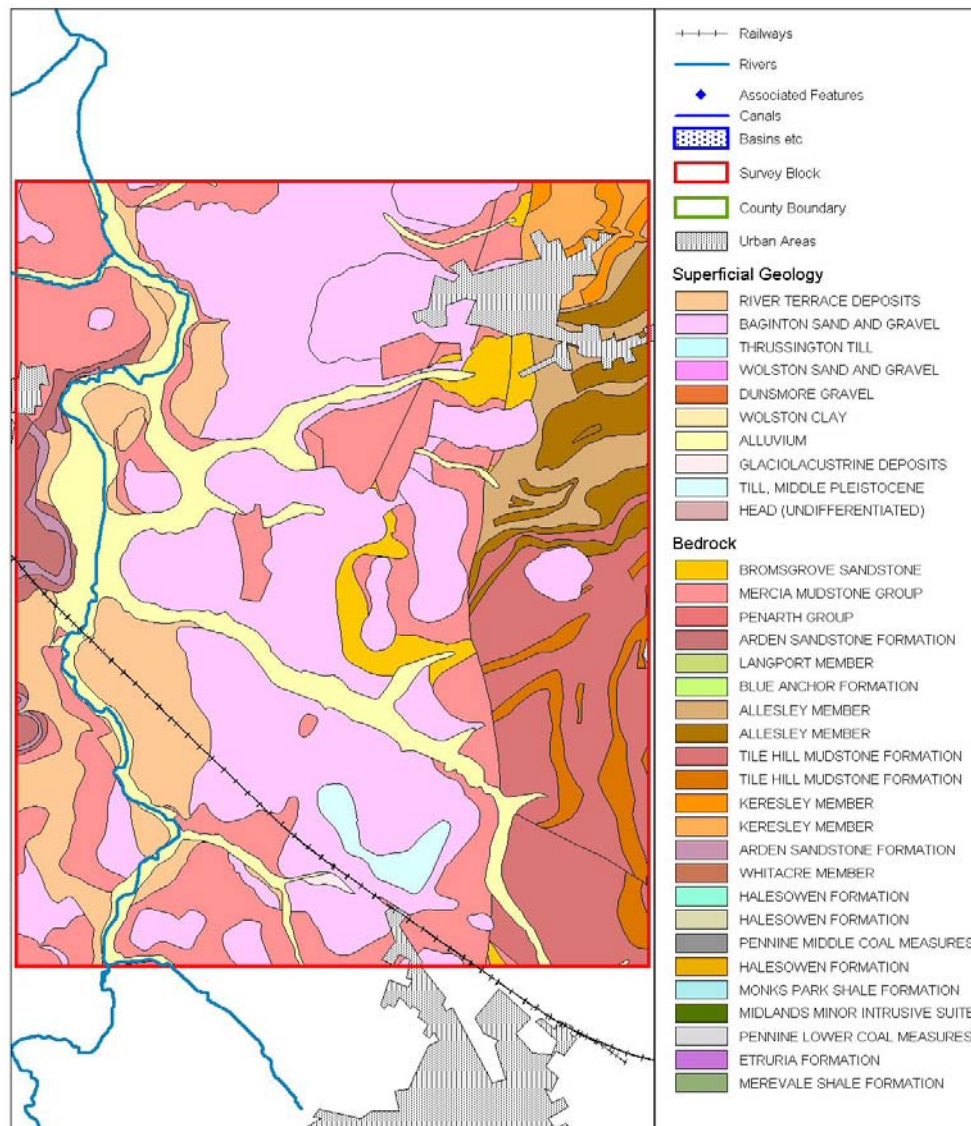 Railways
Rivers
Associated Features
Canals
Basins etc
Survey Block
County Boundary
Urban Areas
Superficial Geology
RIVER TERRACE DEPOSITS
BAGINTON SAND AND GRAVEL
THRUSSINGTON TILL
WOLSTON SAND AND GRAVEL
DUNSMORE GRAVEL
WOLSTON CLAY
ALLUVIUM
GLACIOLACUSTRINE DEPOSITS
TILL, MIDDLE PLEISTOCENE
HEAD (UNDIFFERENTIATED)
Bedrock
BROMSGROVE SANDSTONE
MERCIA MUDSTONE GROUP
PENARTH GROUP
ARDEN SANDSTONE FORMATION
LANGPORT MEMBER
BLUE ANCHOR FORMATION
ALLESLEY MEMBER
ALLESLEY MEMBER
TILE HILL MUDSTONE FORMATION
TILE HILL MUDSTONE FORMATION
KERESLEY MEMBER
KERESLEY MEMBER
ARDEN SANDSTONE FORMATION
WHITACRE MEMBER
HALESOWEN FORMATION
HALESOWEN FORMATION
PENNINE MIDDLE COAL MEASURES
HALESOWEN FORMATION
MONKS PARK SHALE FORMATION
MIDLANDS MINOR INTRUSIVE SUITE
PENNINE LOWER COAL MEASURES
ETRURIA FORMATION
MEREVALE SHALE FORMATION